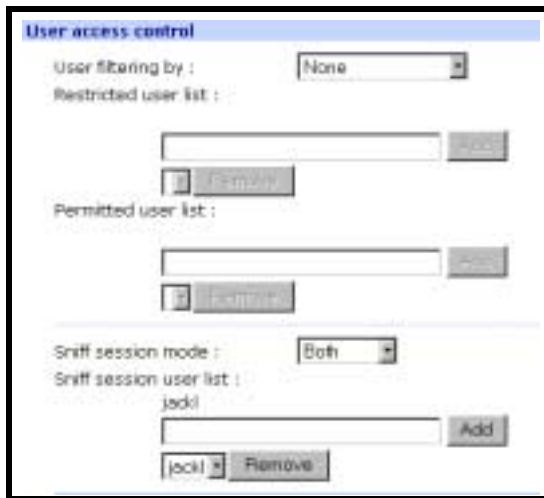 User access control
User filtering by : None
Restricted user list :
Add
Remove
Permitted user list :
Add
Remove
Sniff session mode : Both
Sniff session user list :
jackl
Add
jackl Remove